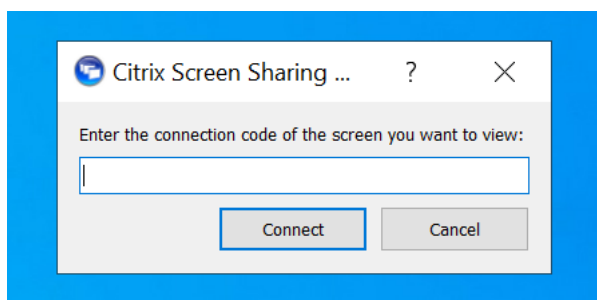 Citrix Screen Sharing ... ?
Enter the connection code of the screen you want to view:
Connect Cancel